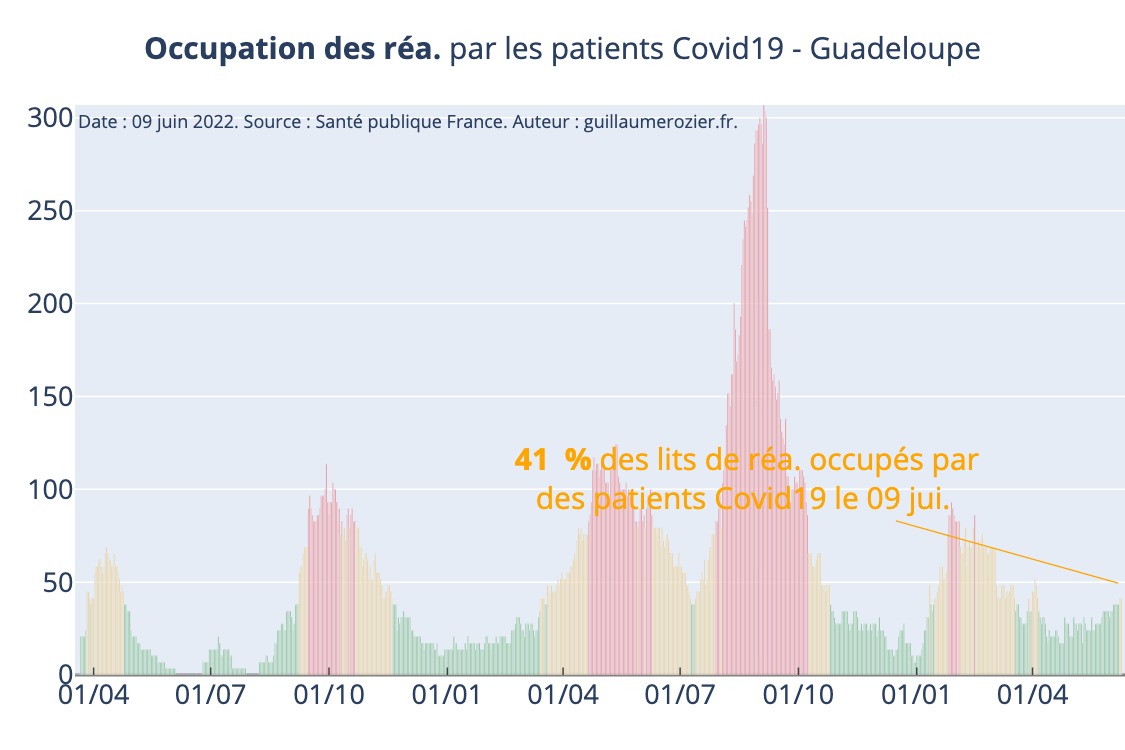 Occupation des réa. par les patients Covid19 - Guadeloupe
Date : 09 juin 2022. Source : Santé publique France. Auteur : guillaumerozier.fr.
300
250
200
150
100
50
0
41 % des lits de réa. occupés par
des patients Covid19 le 09 jui.
01/04 01/07 01/10 01/01 01/04 01/07 01/10 01/01 01/04